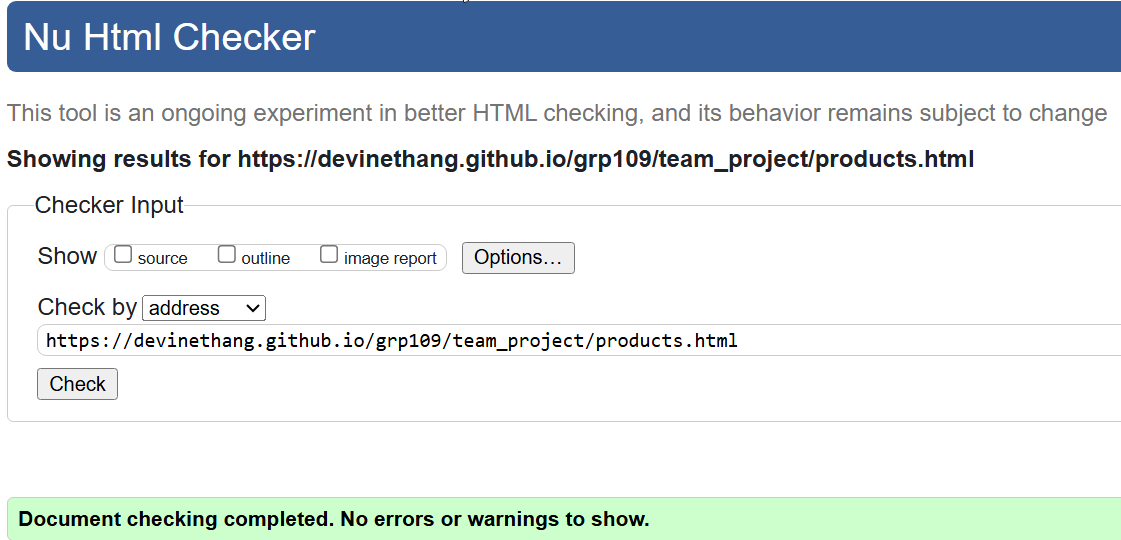 Nu Html Checker
This tool is an ongoing experiment in better HTML checking, and its behavior remains subject to change
Showing results for https://devinethang.github.io/grp109/team_project/products.html
Checker Input
Show source outline image report Options…
Check by address
https://devinethang.github.io/grp109/team_project/products.html
Check
Document checking completed. No errors or warnings to show.